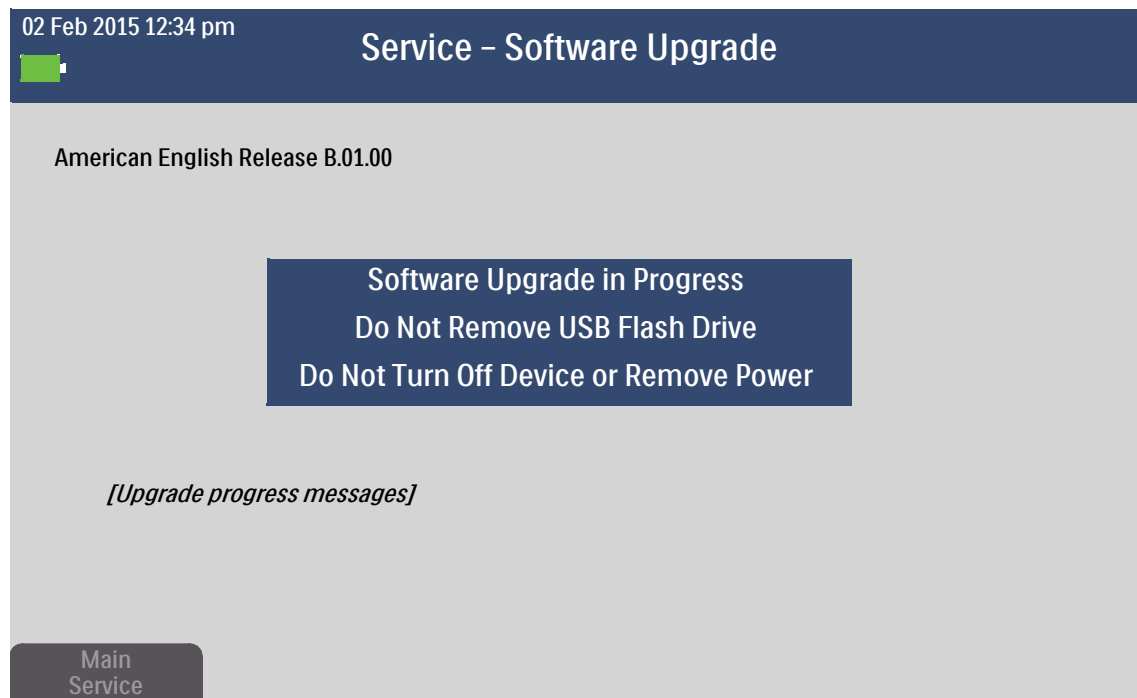 02 Feb 2015 12:34 pm
Service – Software Upgrade
American English Release B.01.00
Software Upgrade in Progress
Do Not Remove USB Flash Drive
Do Not Turn Off Device or Remove Power
[Upgrade progress messages]
Main
Service